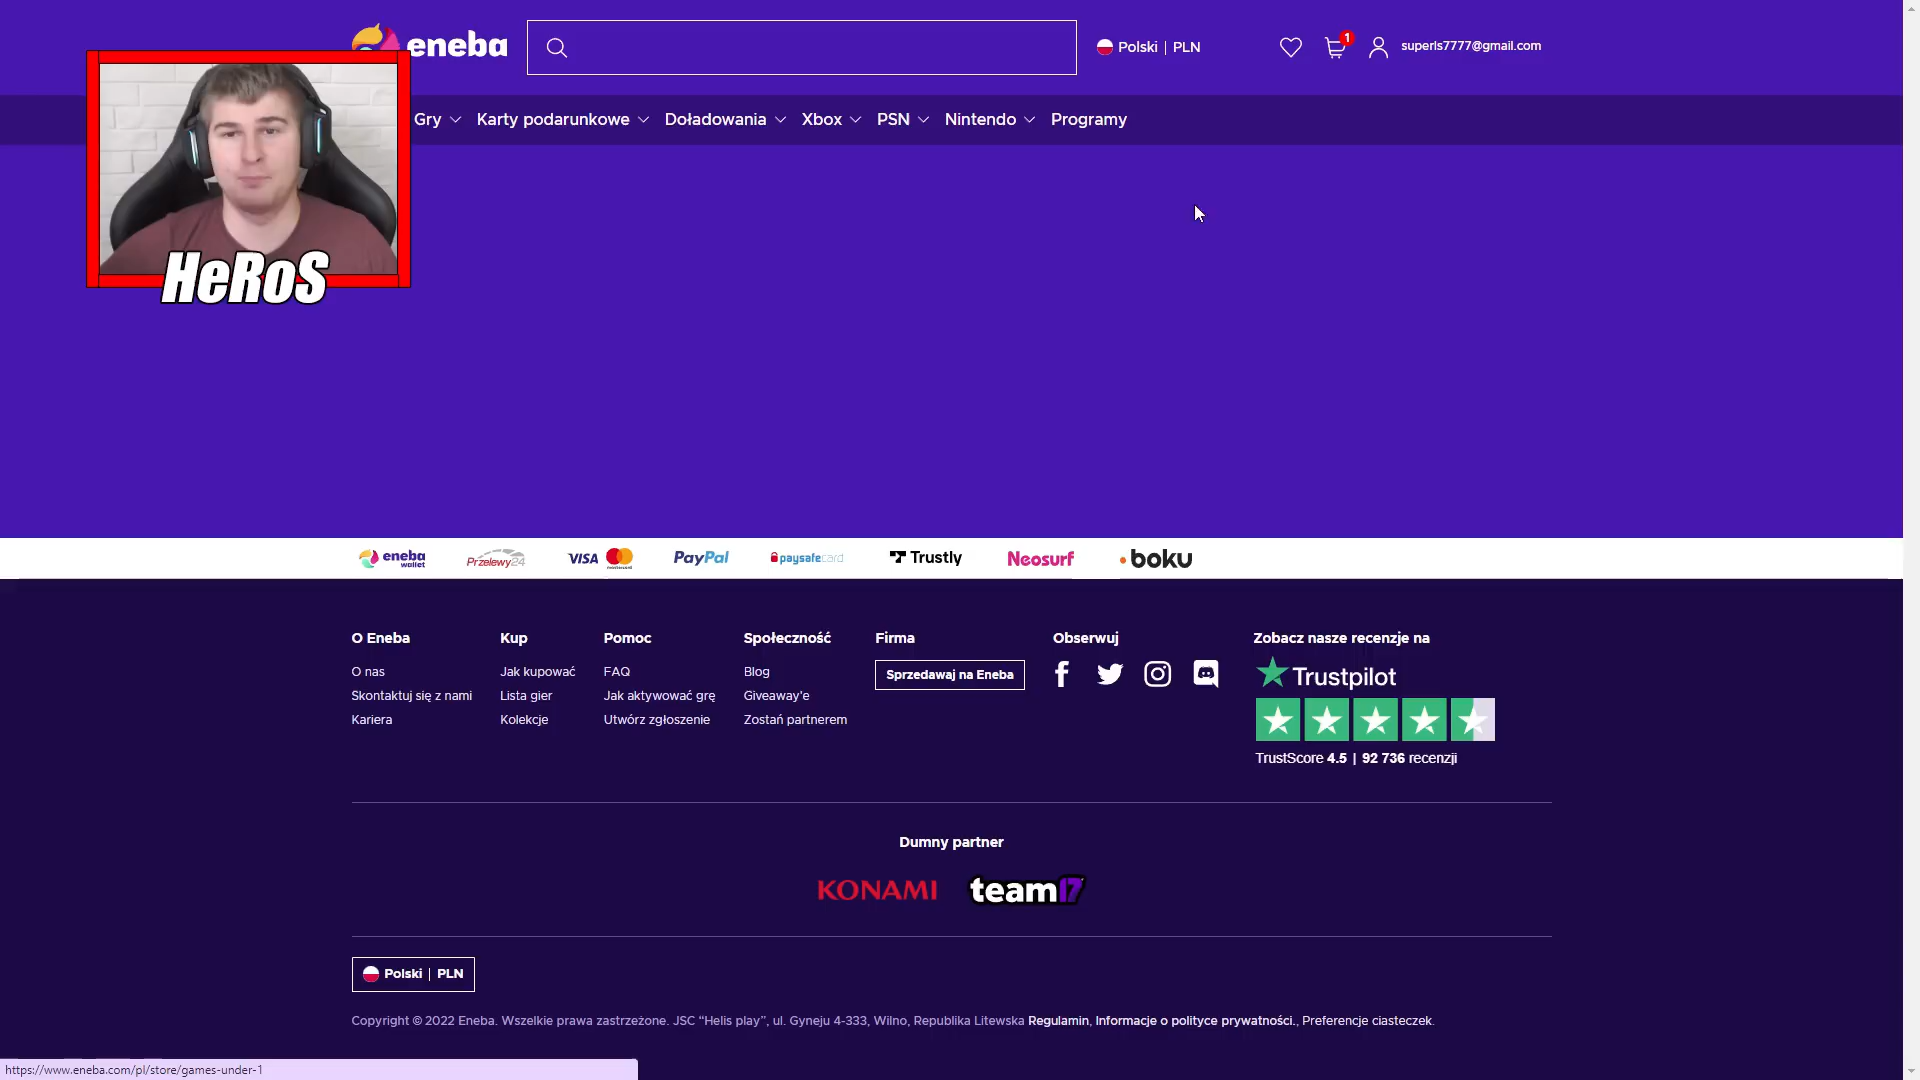 eneba
Polski | PLN
1
superls7777@gmail.com
Gry
Karty podarunkowe
Doładowania
Xbox
PSN
Nintendo
Programy
HeRoS
eneba wallet
Przelewy24
VISA
mastercard
PayPal
paysafecard
Trustly
Neosurf
boku
O Eneba
O nas
Skontaktuj się z nami
Kariera
Kup
Jak kupować
Lista gier
Kolekcje
Pomoc
FAQ
Jak aktywować grę
Utwórz zgłoszenie
Społeczność
Blog
Giveaway'e
Zostań partnerem
Firma
Sprzedawaj na Eneba
Obserwuj
Zobacz nasze recenzje na
Trustpilot
TrustScore 4.5 | 92 736 recenzji
Dumny partner
KONAMI
team17
Polski | PLN
Copyright © 2022 Eneba. Wszelkie prawa zastrzeżone. JSC “Helis play”, ul. Gyneju 4-333, Wilno, Republika Litewska Regulamin, Informacje o polityce prywatności., Preferencje ciasteczek.
https://www.eneba.com/pl/store/games-under-1